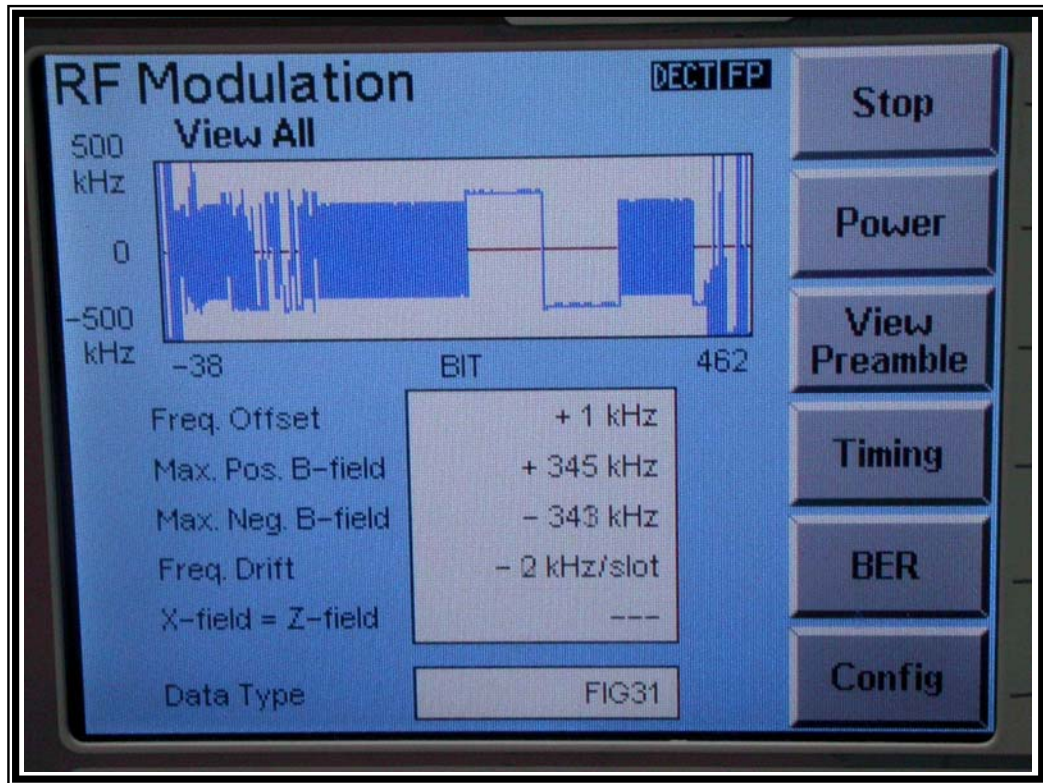 RF Modulation DECT FP
View All
500
kHz
0
-500
kHz
-38 BIT 462
Freq. Offset + 1 kHz
Max. Pos. B-field + 345 kHz
Max. Neg. B-field - 343 kHz
Freq. Drift - 2 kHz/slot
X-field = Z-field ---
Data Type FIG31
Stop
Power
View
Preamble
Timing
BER
Config